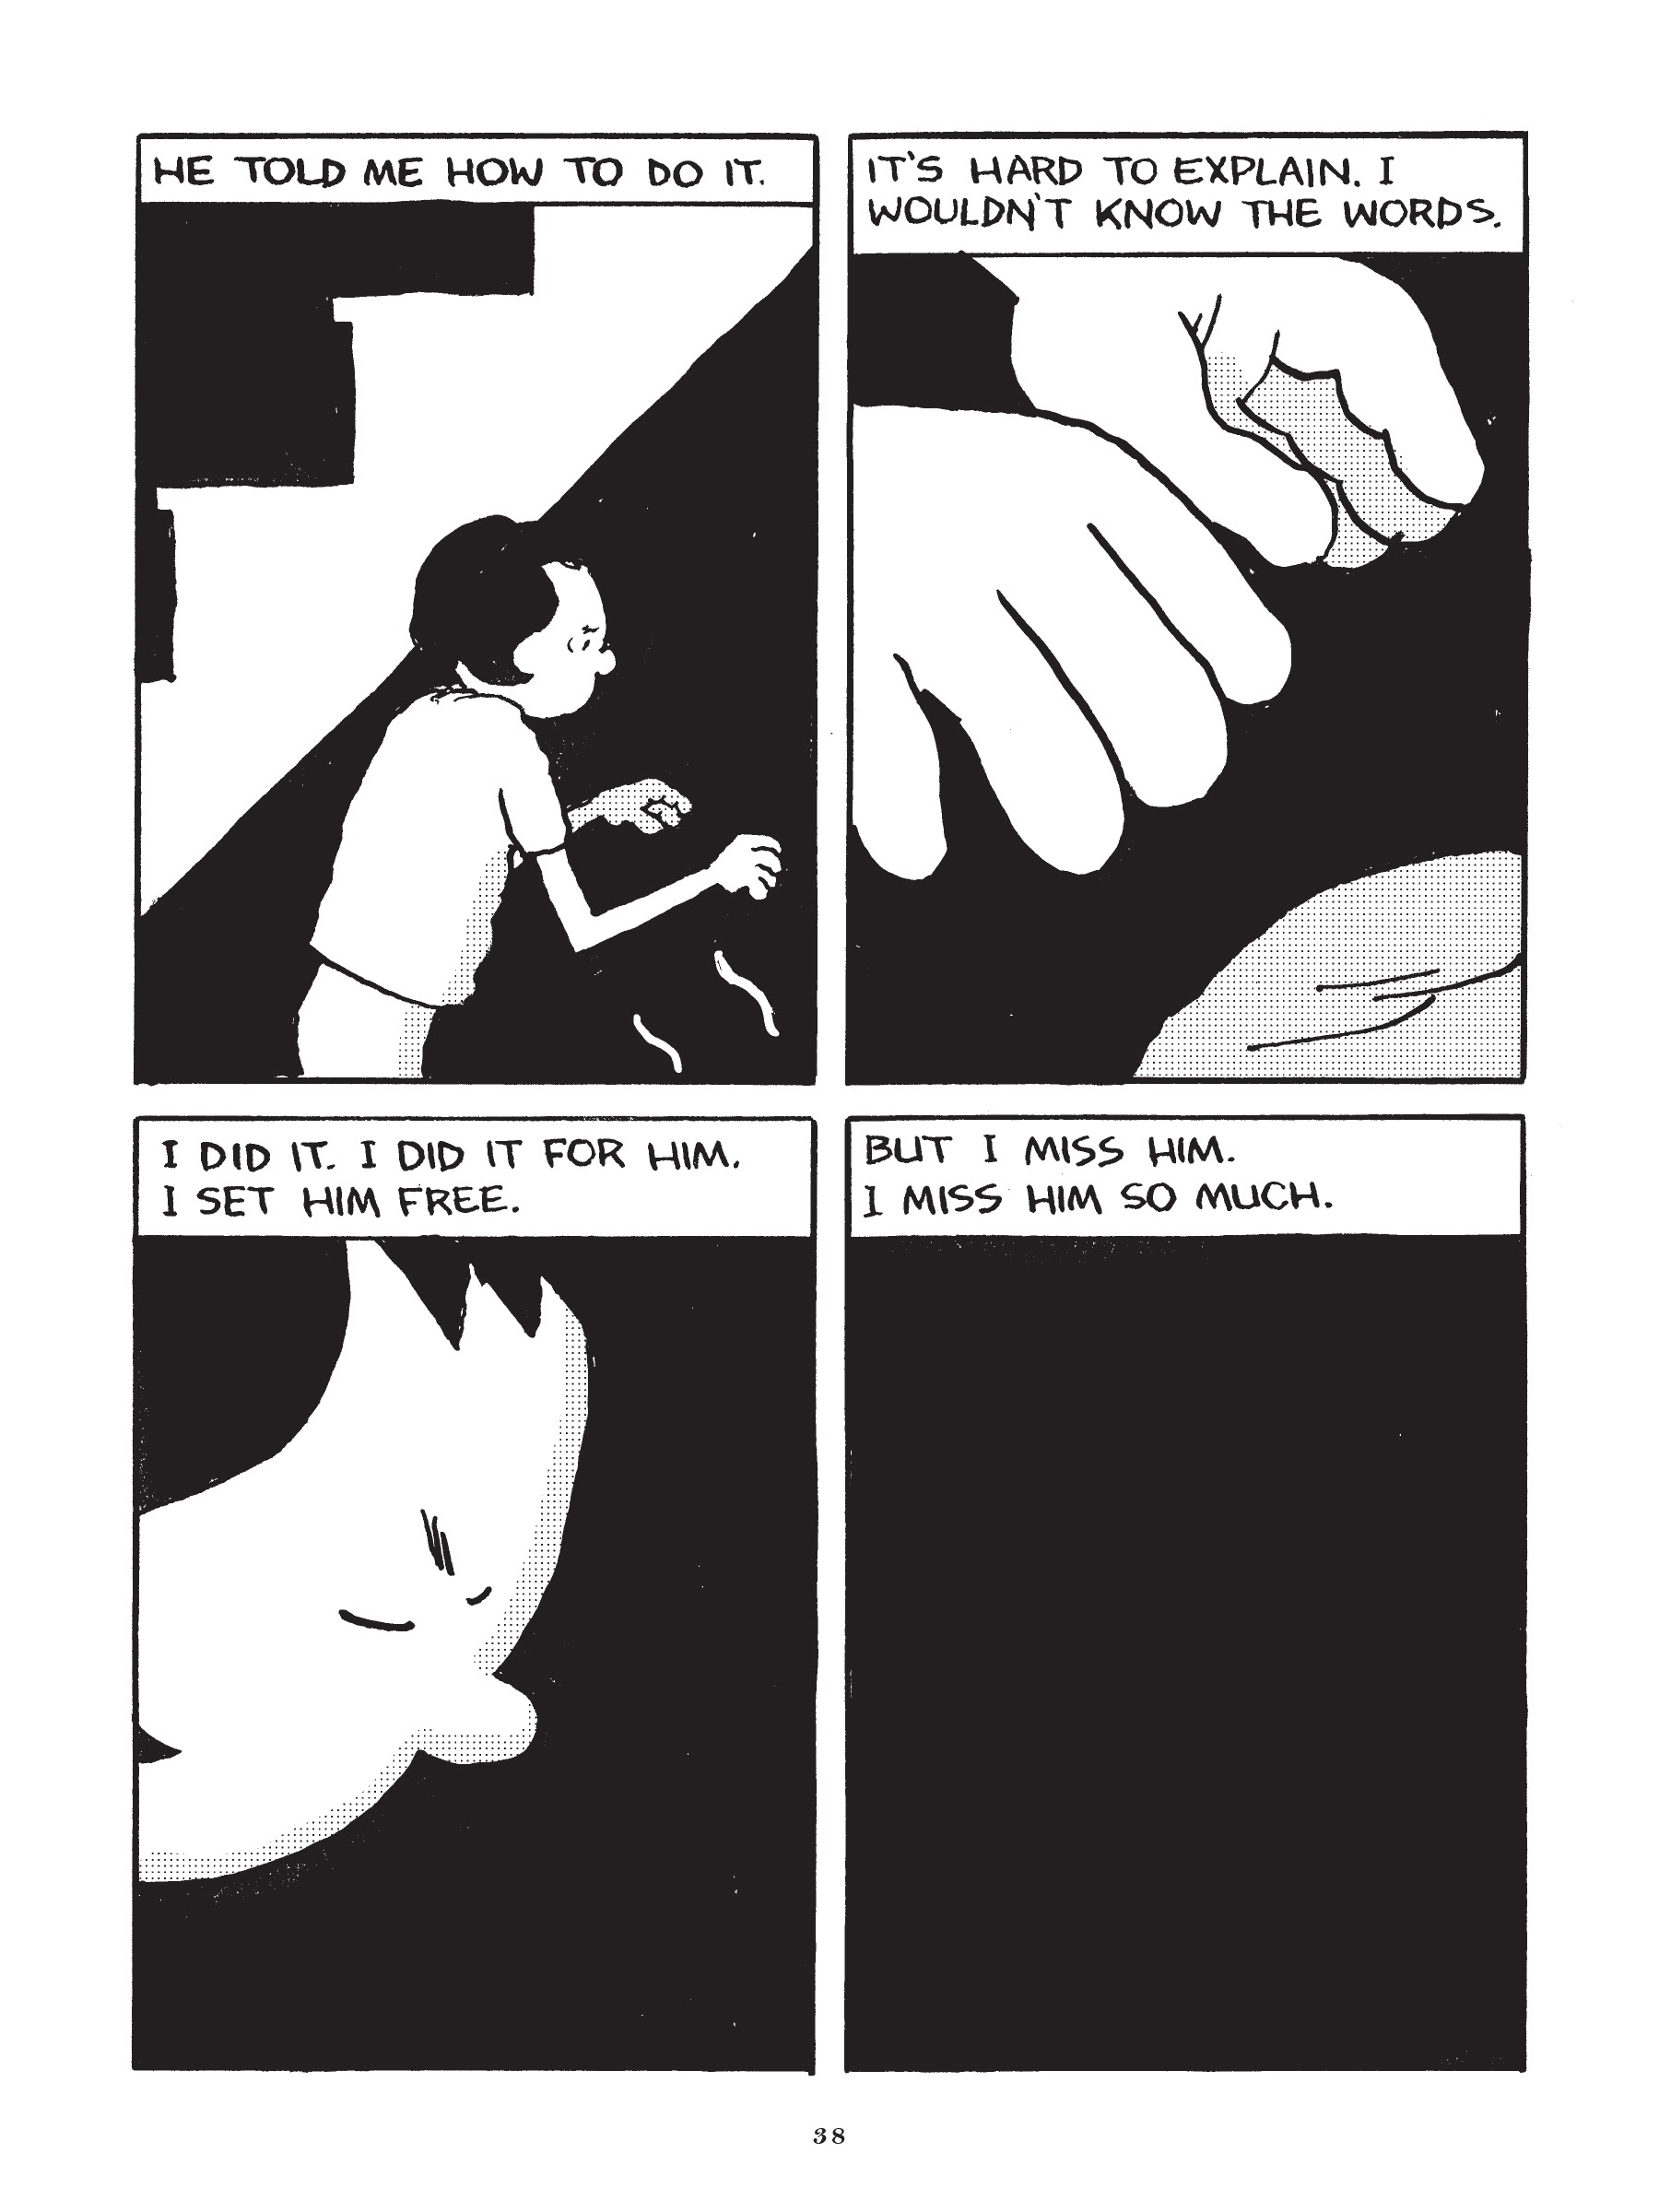 HE TOLD ME HOW TO DO IT.
IT'S HARD TO EXPLAIN. I
WOULDN'T KNOW THE WORDS.
I DID IT. I DID IT FOR HIM.
I SET HIM FREE.
BUT I MISS HIM.
I MISS HIM SO MUCH.
38